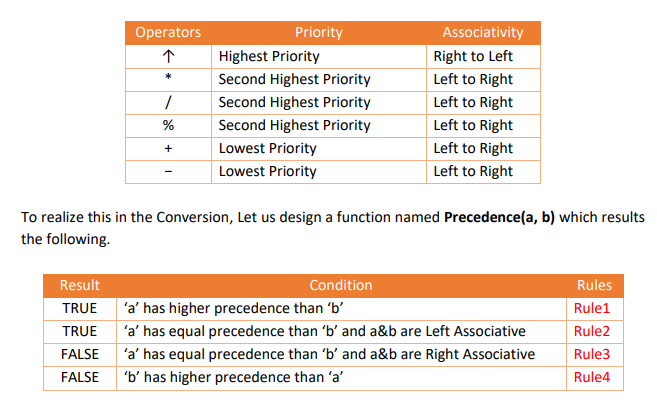 Operators Priority Associativity
↑ Highest Priority Right to Left
* Second Highest Priority Left to Right
/ Second Highest Priority Left to Right
% Second Highest Priority Left to Right
+ Lowest Priority Left to Right
− Lowest Priority Left to Right
To realize this in the Conversion, Let us design a function named Precedence(a, b) which results
the following.
Result Condition Rules
TRUE ‘a’ has higher precedence than ‘b’ Rule1
TRUE ‘a’ has equal precedence than ‘b’ and a&b are Left Associative Rule2
FALSE ‘a’ has equal precedence than ‘b’ and a&b are Right Associative Rule3
FALSE ‘b’ has higher precedence than ‘a’ Rule4